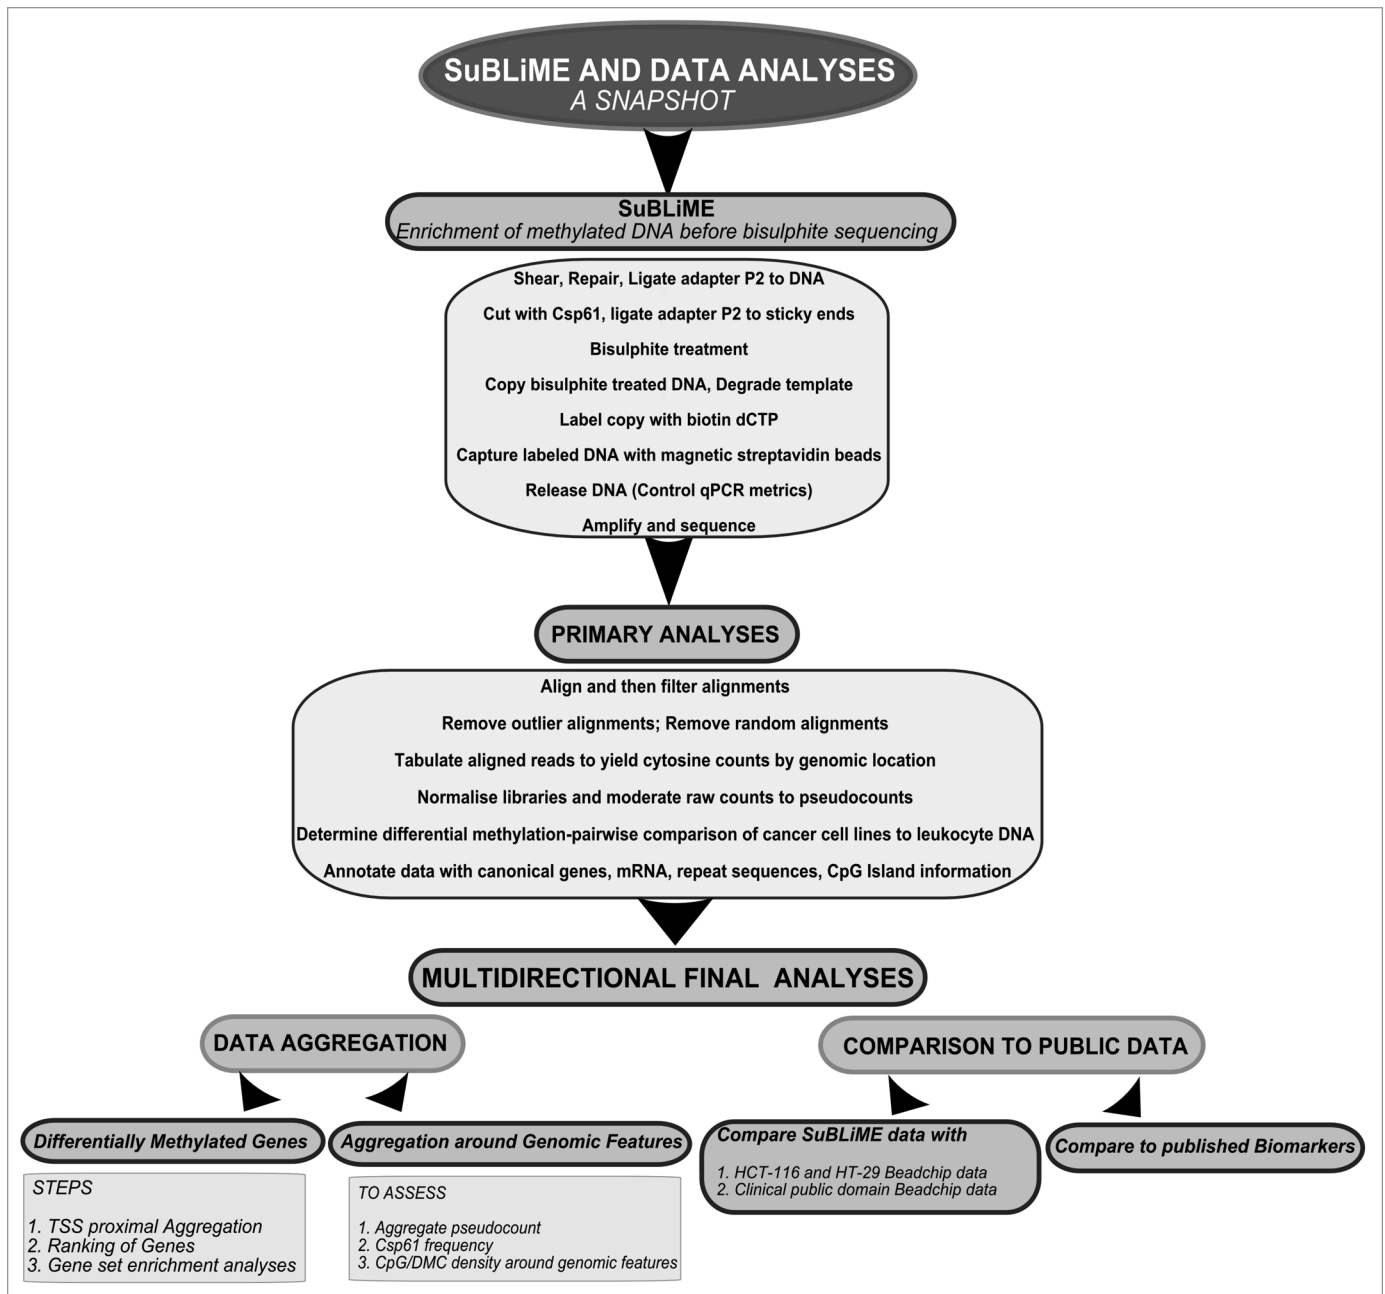 SuBLiME AND DATA ANALYSES
A SNAPSHOT
SuBLiME
Enrichment of methylated DNA before bisulphite sequencing
Shear, Repair, Ligate adapter P2 to DNA
Cut with Csp61, ligate adapter P2 to sticky ends
Bisulphite treatment
Copy bisulphite treated DNA, Degrade template
Label copy with biotin dCTP
Capture labeled DNA with magnetic streptavidin beads
Release DNA (Control qPCR metrics)
Amplify and sequence
PRIMARY ANALYSES
Align and then filter alignments
Remove outlier alignments; Remove random alignments
Tabulate aligned reads to yield cytosine counts by genomic location
Normalise libraries and moderate raw counts to pseudocounts
Determine differential methylation-pairwise comparison of cancer cell lines to leukocyte DNA
Annotate data with canonical genes, mRNA, repeat sequences, CpG Island information
MULTIDIRECTIONAL FINAL ANALYSES
DATA AGGREGATION
Differentially Methylated Genes
STEPS
1. TSS proximal Aggregation
2. Ranking of Genes
3. Gene set enrichment analyses
Aggregation around Genomic Features
TO ASSESS
1. Aggregate pseudocount
2. Csp61 frequency
3. CpG/DMC density around genomic features
COMPARISON TO PUBLIC DATA
Compare SuBLiME data with
1. HCT-116 and HT-29 Beadchip data
2. Clinical public domain Beadchip data
Compare to published Biomarkers